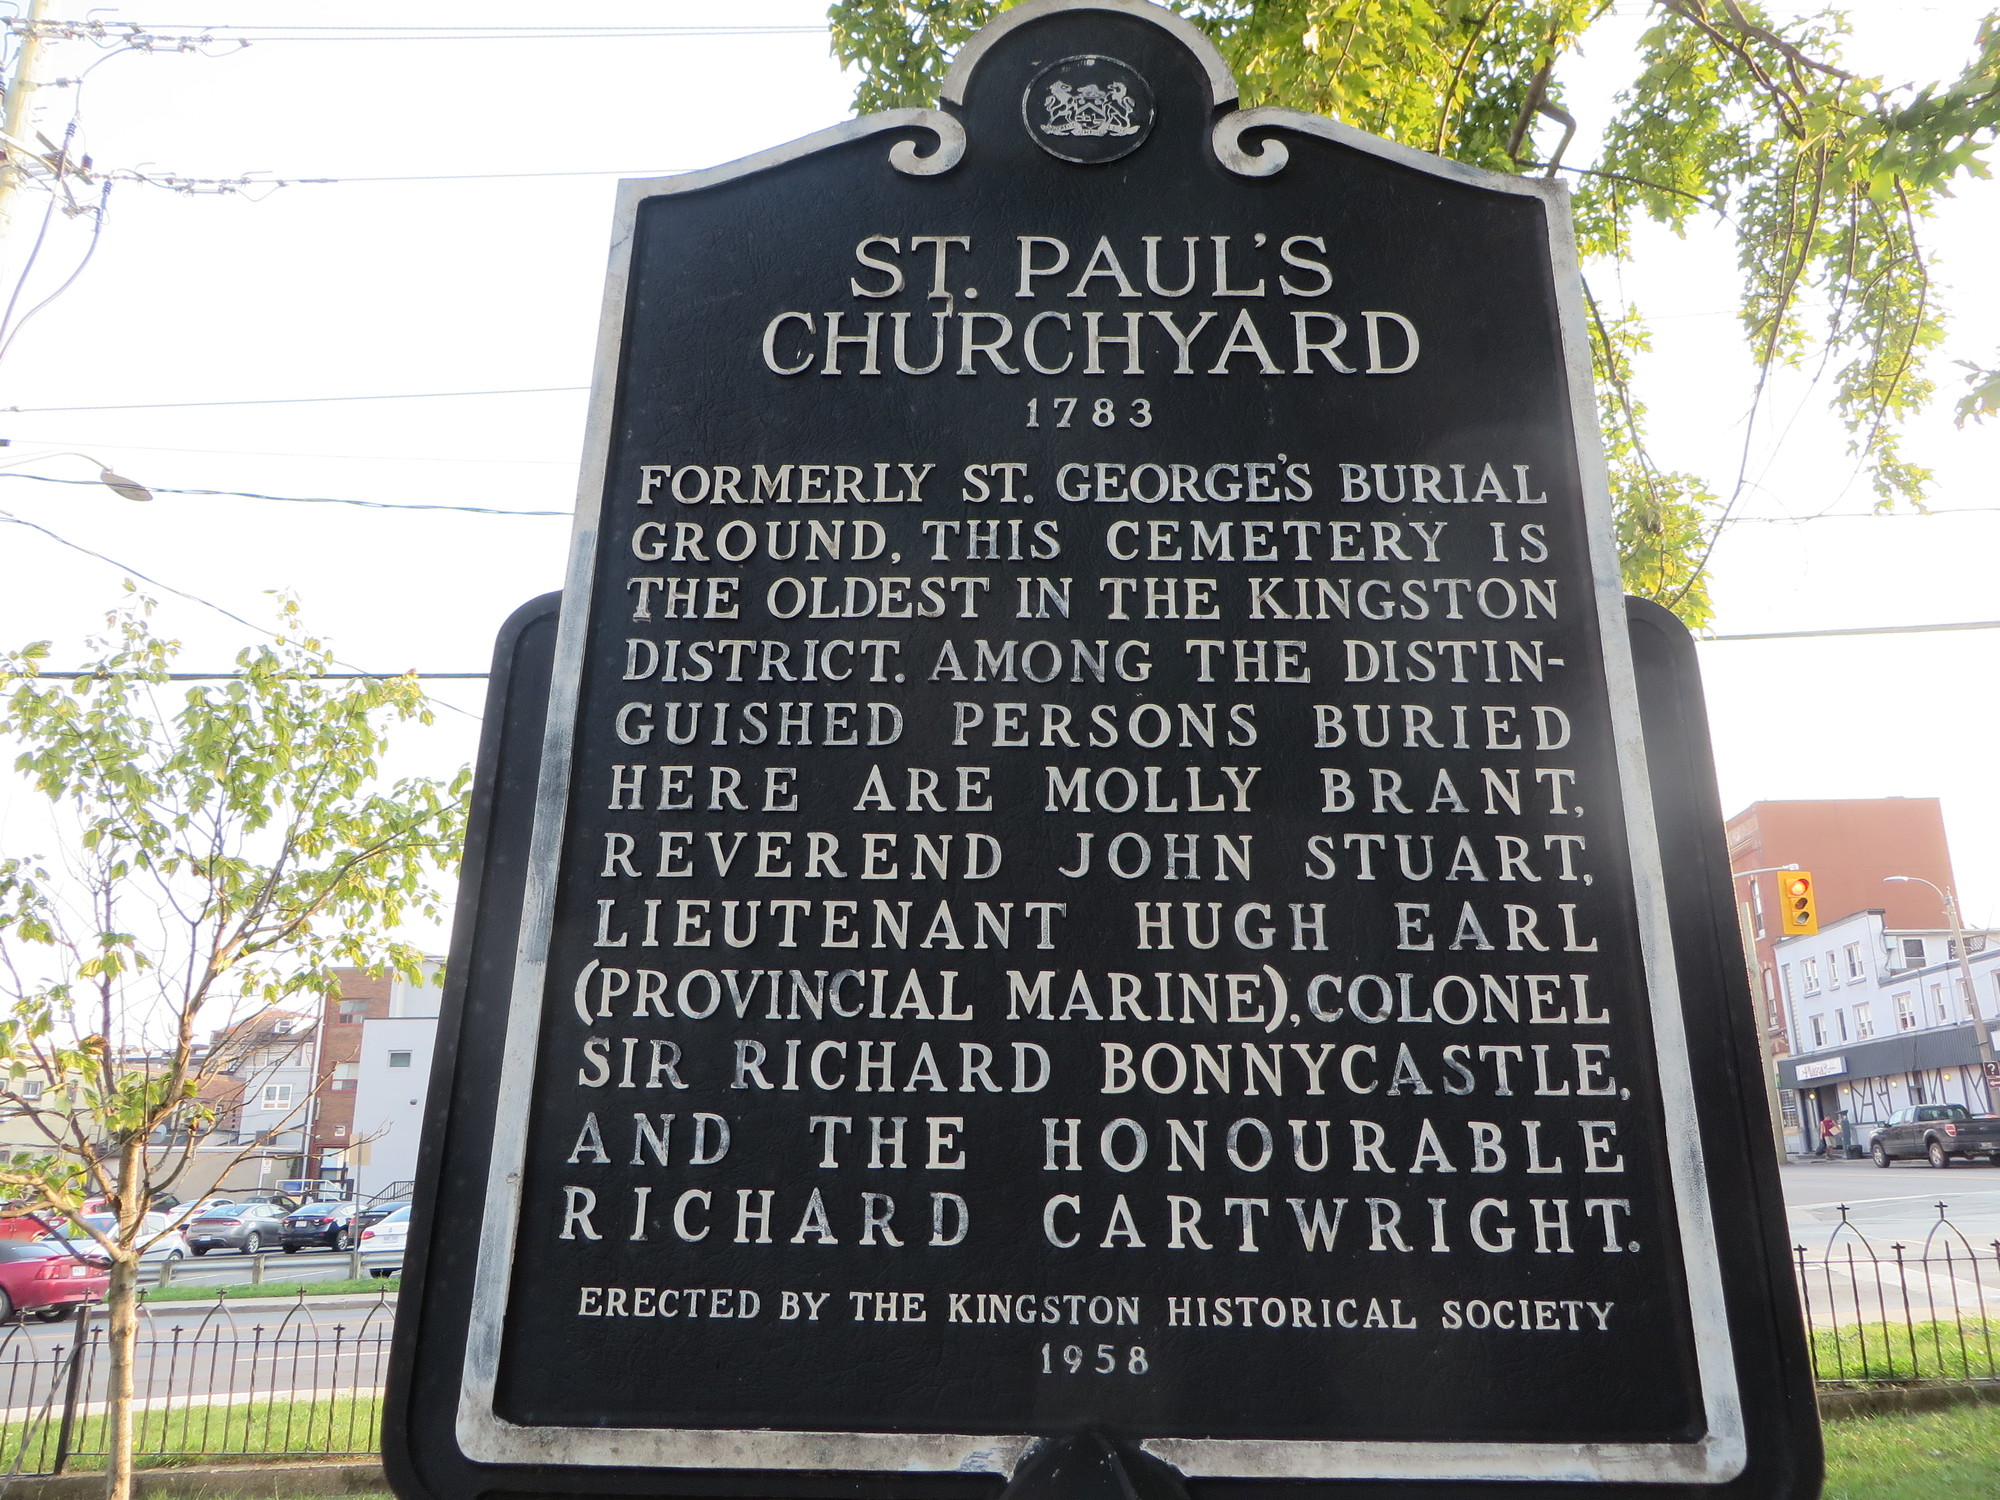 ST. PAUL'S
CHURCHYARD
1783
FORMERLY ST. GEORGE'S BURIAL
GROUND, THIS CEMETERY IS
THE OLDEST IN THE KINGSTON
DISTRICT. AMONG THE DISTIN-
GUISHED PERSONS BURIED
HERE ARE MOLLY BRANT,
REVEREND JOHN STUART,
LIEUTENANT HUGH EARL
(PROVINCIAL MARINE), COLONEL
SIR RICHARD BONNYCASTLE,
AND THE HONOURABLE
RICHARD CARTWRIGHT.
ERECTED BY THE KINGSTON HISTORICAL SOCIETY
1958